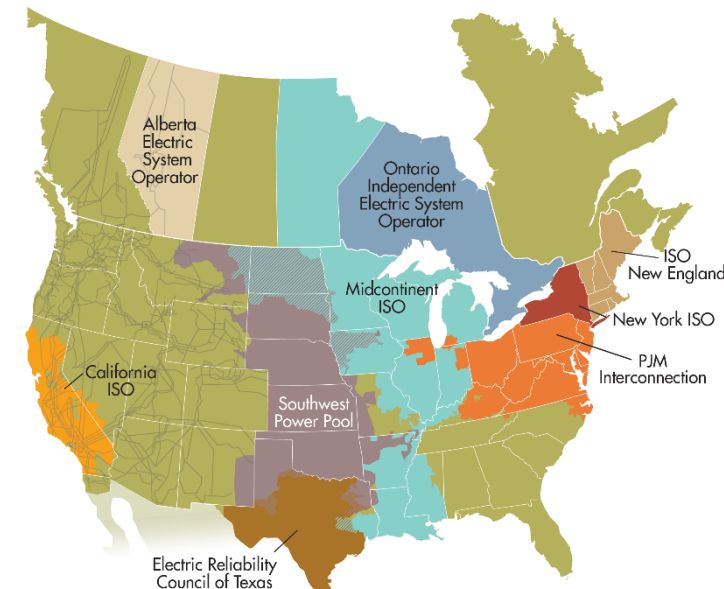 Alberta
Electric
System
Operator
Ontario
Independent
Electric System
Operator
ISO
New England
Midcontinent
ISO
New York ISO
PJM
Interconnection
California
ISO
Southwest
Power Pool
Electric Reliability
Council of Texas